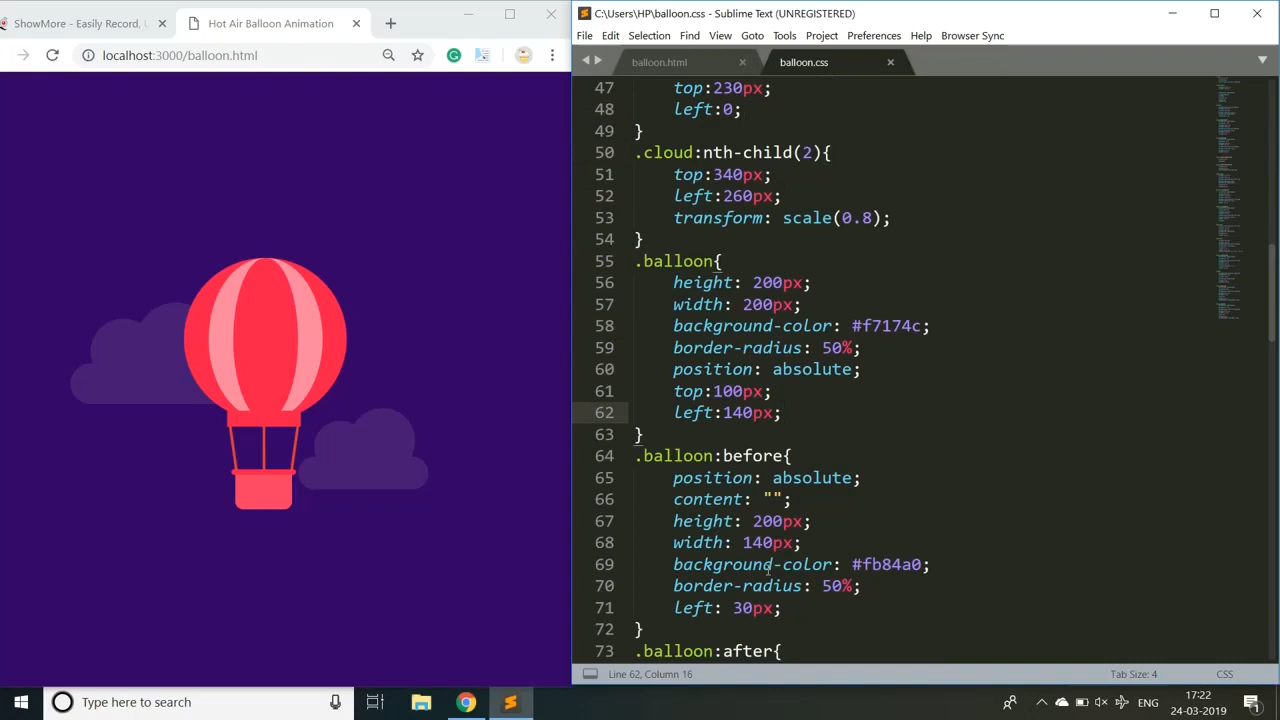 ShowMore - Easily Record,
Hot Air Balloon Animation
localhost:3000/balloon.html
C:\Users\HP\balloon.css - Sublime Text (UNREGISTERED)
File Edit Selection Find View Goto Tools Project Preferences Help Browser Sync
balloon.html
balloon.css
47 top:230px;
48 left:0;
49 }
50 .cloud:nth-child(2){
51 top:340px;
52 left:260px;
53 transform: scale(0.8);
54 }
55 .balloon{
56 height: 200px;
57 width: 200px;
58 background-color: #f7174c;
59 border-radius: 50%;
60 position: absolute;
61 top:100px;
62 left:140px;
63 }
64 .balloon:before{
65 position: absolute;
66 content: "";
67 height: 200px;
68 width: 140px;
69 background-color: #fb84a0;
70 border-radius: 50%;
71 left: 30px;
72 }
73 .balloon:after{
Line 62, Column 16
Tab Size: 4
CSS
Type here to search
ENG
17:22
24-03-2019
1